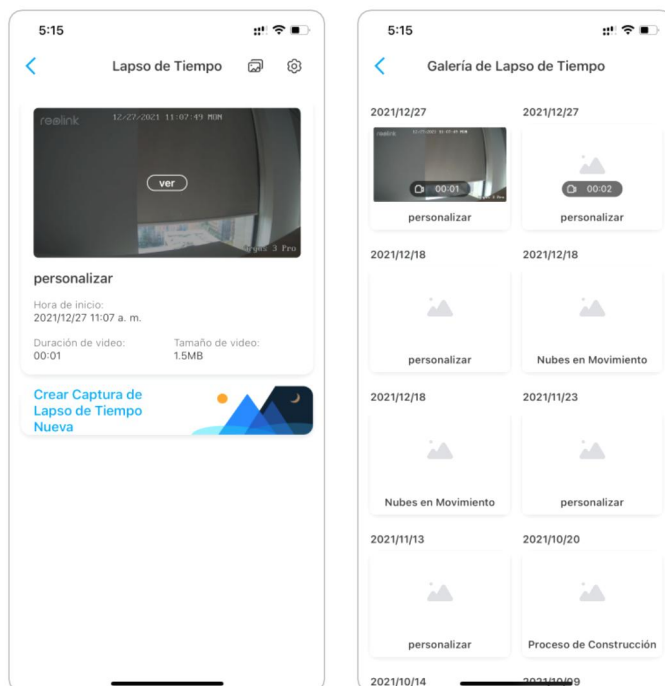 5:15
Lapso de Tiempo
reolink
12/27/2021 11:07:49 MON
ver
Argus 3 Pro
personalizar
Hora de inicio:
2021/12/27 11:07 a. m.
Duración de video:
00:01
Tamaño de video:
1.5MB
Crear Captura de
Lapso de Tiempo
Nueva
5:15
Galería de Lapso de Tiempo
2021/12/27
2021/12/27
00:01
00:02
personalizar
personalizar
2021/12/18
2021/12/18
personalizar
Nubes en Movimiento
2021/12/18
2021/11/23
Nubes en Movimiento
personalizar
2021/11/13
2021/10/20
personalizar
Proceso de Construcción
2021/10/14
2021/10/09